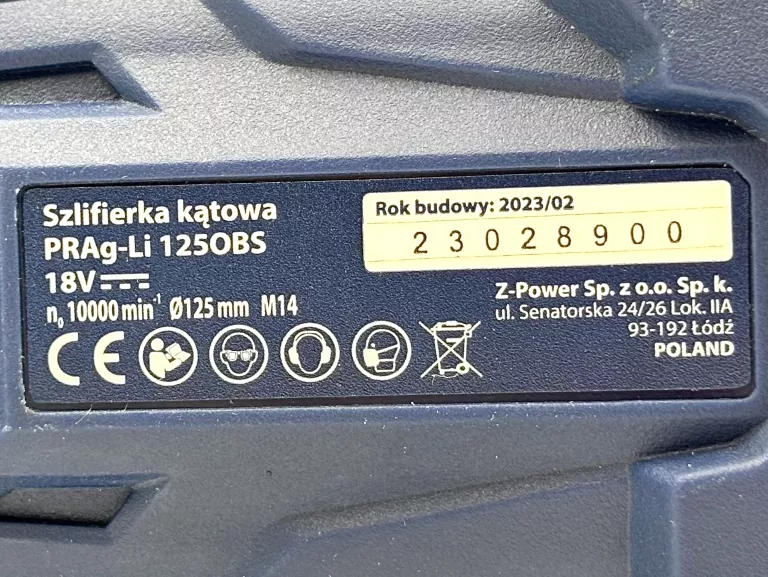 Szlifierka kątowa
PRAg-Li 125OBS
18V
n₀ 10000 min⁻¹ Ø125 mm M14
CE
Rok budowy: 2023/02
23028900
Z-Power Sp. z o.o. Sp. k.
ul. Senatorska 24/26 Lok. IIA
93-192 Łódź
POLAND